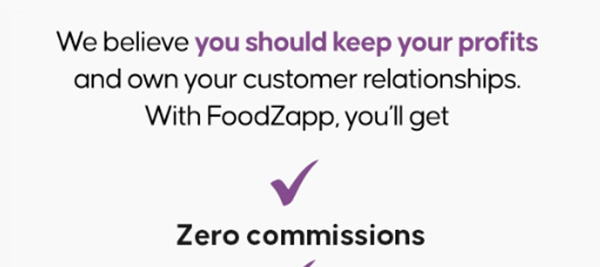 We believe you should keep your profits
and own your customer relationships.
With FoodZapp, you'll get
Zero commissions